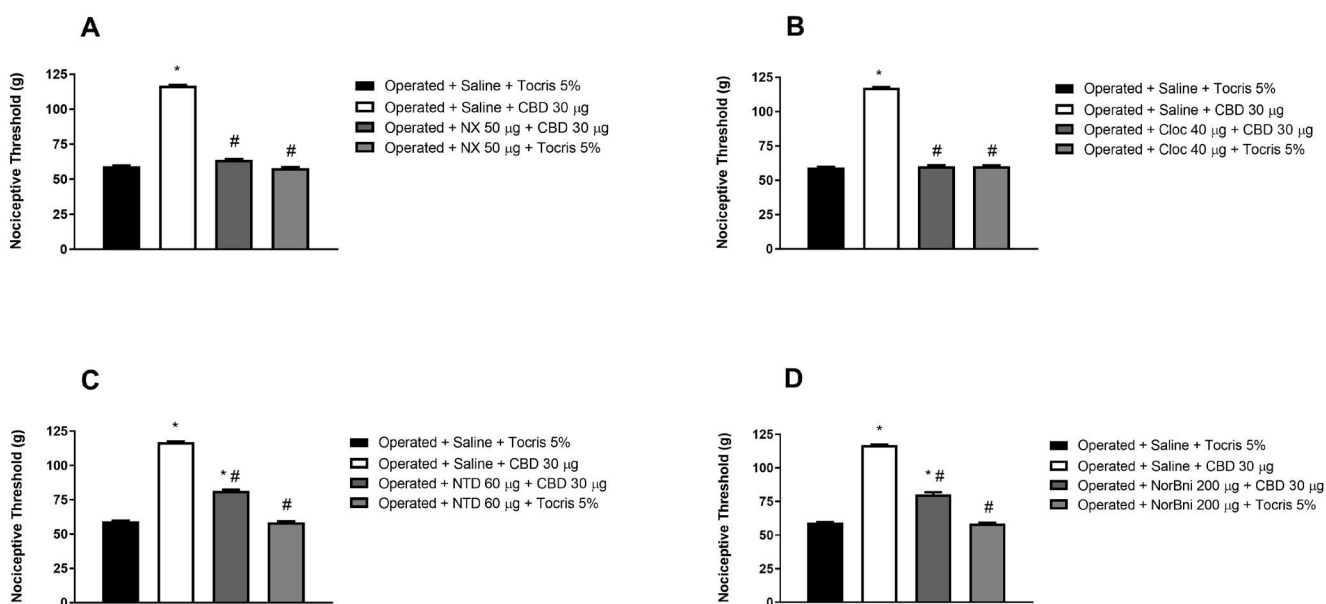 A
Nociceptive Threshold (g)
125
100
75
50
25
0
*
#
#
Operated + Saline + Tocris 5%
Operated + Saline + CBD 30 μg
Operated + NX 50 μg + CBD 30 μg
Operated + NX 50 μg + Tocris 5%
B
Nociceptive Threshold (g)
125
100
75
50
25
0
*
#
#
Operated + Saline + Tocris 5%
Operated + Saline + CBD 30 μg
Operated + Cloc 40 μg + CBD 30 μg
Operated + Cloc 40 μg + Tocris 5%
C
Nociceptive Threshold (g)
125
100
75
50
25
0
*
* #
#
Operated + Saline + Tocris 5%
Operated + Saline + CBD 30 μg
Operated + NTD 60 μg + CBD 30 μg
Operated + NTD 60 μg + Tocris 5%
D
Nociceptive Threshold (g)
125
100
75
50
25
0
*
* #
#
Operated + Saline + Tocris 5%
Operated + Saline + CBD 30 μg
Operated + NorBni 200 μg + CBD 30 μg
Operated + NorBni 200 μg + Tocris 5%